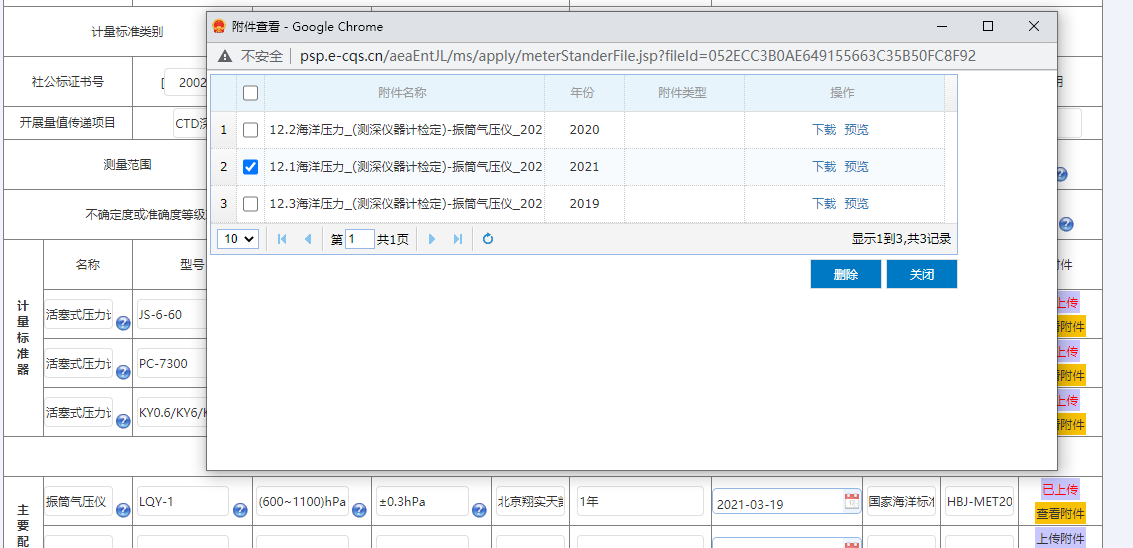 附件查看 - Google Chrome
不安全 | psp.e-cqs.cn/aeaEntJL/ms/apply/meterStanderFile.jsp?fileId=052ECC3B0AE649155663C35B50FC8F92
附件名称 年份 附件类型 操作
1 12.2海洋压力_(测深仪器计检定)-振筒气压仪_202 2020 下载 预览
2 12.1海洋压力_(测深仪器计检定)-振筒气压仪_202 2021 下载 预览
3 12.3海洋压力_(测深仪器计检定)-振筒气压仪_202 2019 下载 预览
10 第 1 共1页 显示1到3,共3记录
删除 关闭
计量标准类别
社公标证书号 [ 2002
开展量值传递项目 CTD深
测量范围
不确定度或准确度等级
名称 型号 件
计量标准器
活塞式压力计 JS-6-60 上传
附件
活塞式压力计 PC-7300 上传
附件
活塞式压力计 KY0.6/KY6/ 上传
附件
主要配
振筒气压仪 LQY-1 (600~1100)hPa ±0.3hPa 北京翔实天 1年 2021-03-19 国家海洋标准 HBJ-MET20 已上传
查看附件
上传附件